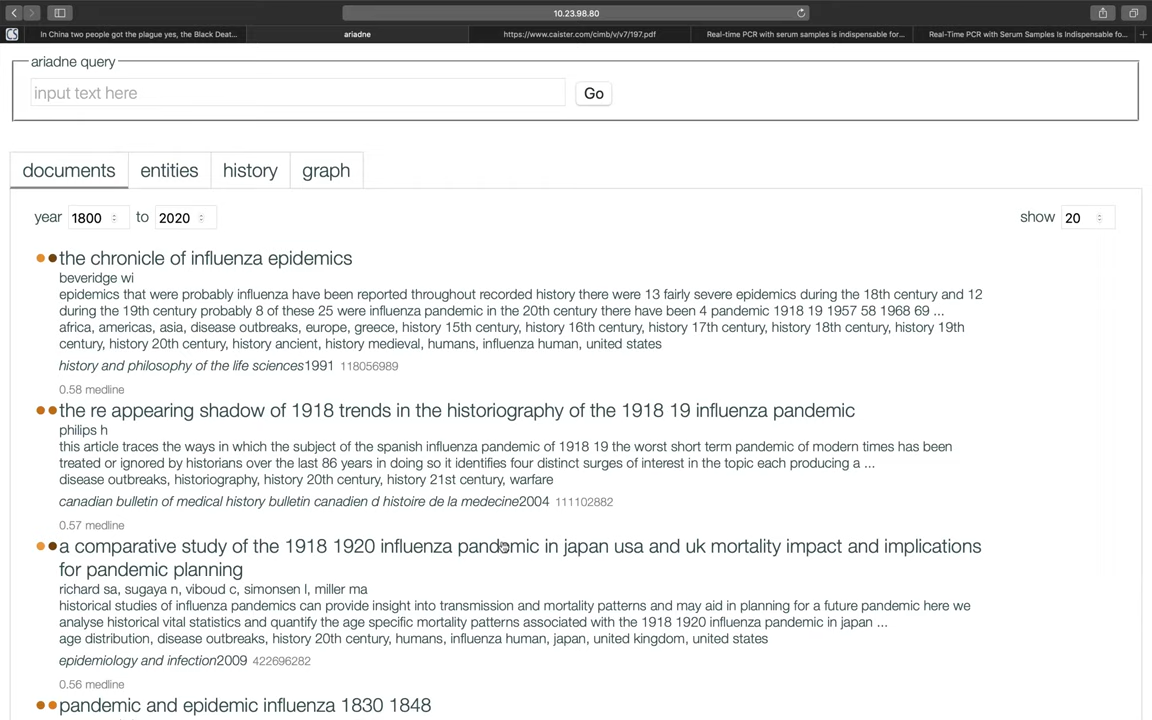 10.23.98.80
In China two people got the plague yes, the Black Deat...
ariadne
https://www.caister.com/cimb/v/v7/197.pdf
Real-time PCR with serum samples is indispensable for...
Real-Time PCR with Serum Samples Is Indispensable fo...
ariadne query
input text here
Go
documents
entities
history
graph
year 1800 to 2020
show 20
the chronicle of influenza epidemics
beveridge wi
epidemics that were probably influenza have been reported throughout recorded history there were 13 fairly severe epidemics during the 18th century and 12
during the 19th century probably 8 of these 25 were influenza pandemic in the 20th century there have been 4 pandemic 1918 19 1957 58 1968 69 ...
africa, americas, asia, disease outbreaks, europe, greece, history 15th century, history 16th century, history 17th century, history 18th century, history 19th
century, history 20th century, history ancient, history medieval, humans, influenza human, united states
history and philosophy of the life sciences1991 118056989
0.58 medline
the re appearing shadow of 1918 trends in the historiography of the 1918 19 influenza pandemic
philips h
this article traces the ways in which the subject of the spanish influenza pandemic of 1918 19 the worst short term pandemic of modern times has been
treated or ignored by historians over the last 86 years in doing so it identifies four distinct surges of interest in the topic each producing a ...
disease outbreaks, historiography, history 20th century, history 21st century, warfare
canadian bulletin of medical history bulletin canadien d histoire de la medecine2004 111102882
0.57 medline
a comparative study of the 1918 1920 influenza pandemic in japan usa and uk mortality impact and implications
for pandemic planning
richard sa, sugaya n, viboud c, simonsen l, miller ma
historical studies of influenza pandemics can provide insight into transmission and mortality patterns and may aid in planning for a future pandemic here we
analyse historical vital statistics and quantify the age specific mortality patterns associated with the 1918 1920 influenza pandemic in japan ...
age distribution, disease outbreaks, history 20th century, humans, influenza human, japan, united kingdom, united states
epidemiology and infection2009 422696282
0.56 medline
pandemic and epidemic influenza 1830 1848